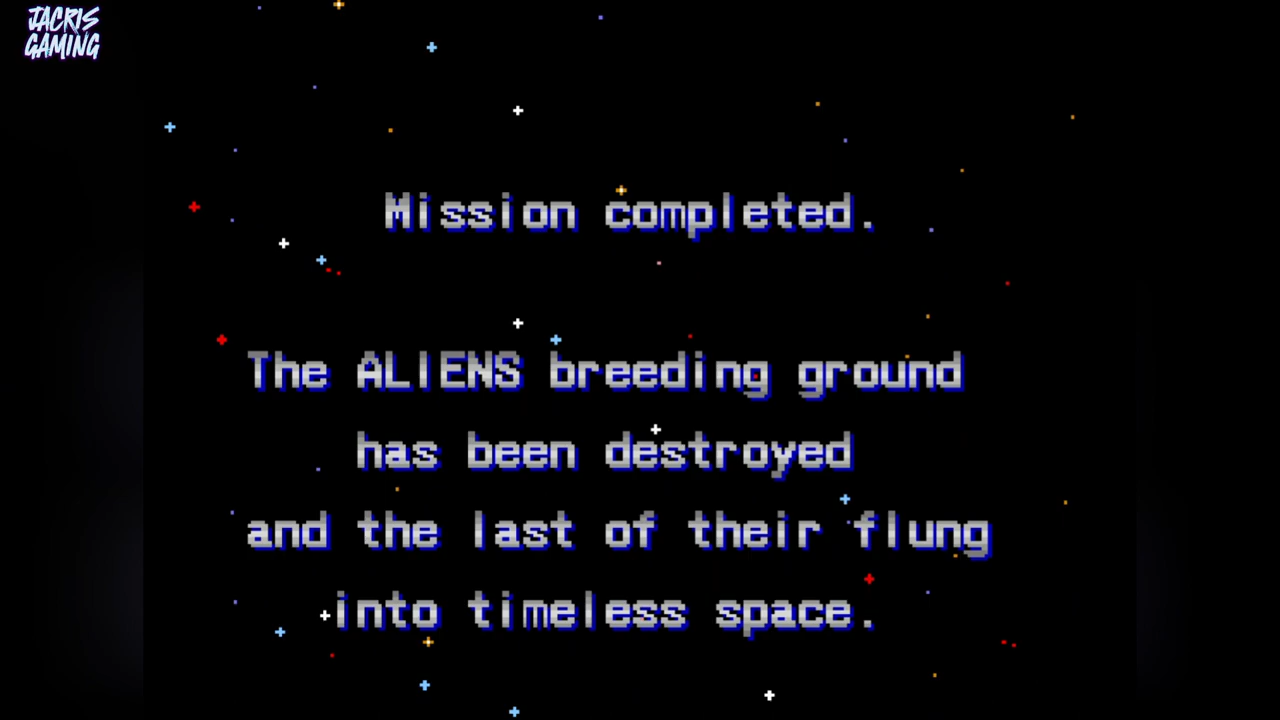 JACRIS
GAMING
Mission completed.
The ALIENS breeding ground
has been destroyed
and the last of their flung
into timeless space.